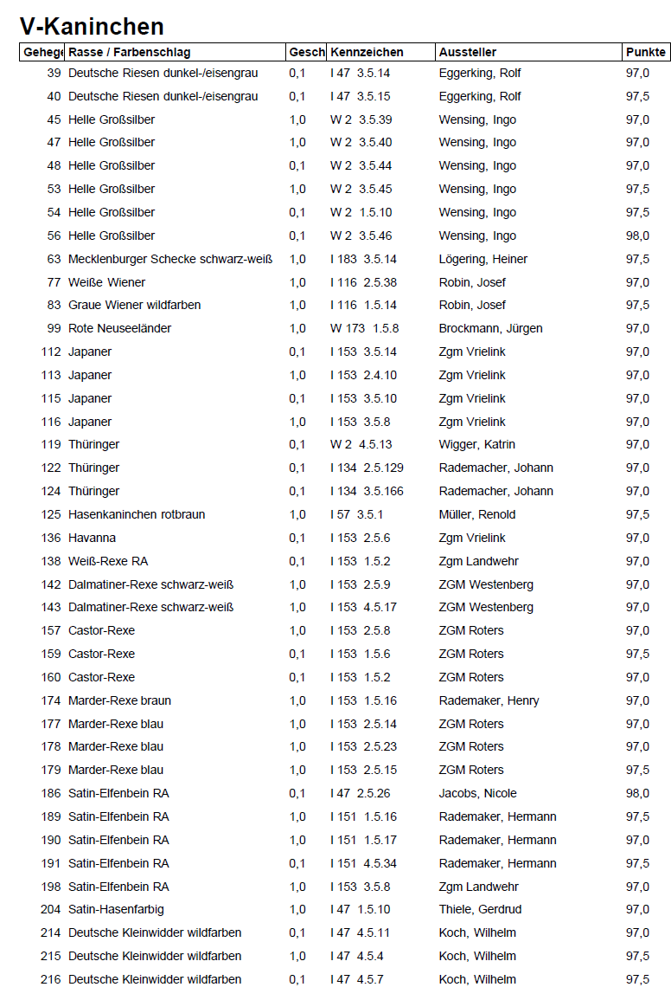 V-Kaninchen
Gehege Rasse / Farbenschlag Gesch Kennzeichen Aussteller Punkte
39 Deutsche Riesen dunkel-/eisengrau 0,1 I 47 3.5.14 Eggerking, Rolf 97,0
40 Deutsche Riesen dunkel-/eisengrau 0,1 I 47 3.5.15 Eggerking, Rolf 97,5
45 Helle Großsilber 1,0 W 2 3.5.39 Wensing, Ingo 97,0
47 Helle Großsilber 1,0 W 2 3.5.40 Wensing, Ingo 97,0
48 Helle Großsilber 0,1 W 2 3.5.44 Wensing, Ingo 97,0
53 Helle Großsilber 1,0 W 2 3.5.45 Wensing, Ingo 97,5
54 Helle Großsilber 0,1 W 2 1.5.10 Wensing, Ingo 97,5
56 Helle Großsilber 0,1 W 2 3.5.46 Wensing, Ingo 98,0
63 Mecklenburger Schecke schwarz-weiß 1,0 I 183 3.5.14 Lögering, Heiner 97,5
77 Weiße Wiener 1,0 I 116 2.5.38 Robin, Josef 97,0
83 Graue Wiener wildfarben 1,0 I 116 1.5.14 Robin, Josef 97,5
99 Rote Neuseeländer 1,0 W 173 1.5.8 Brockmann, Jürgen 97,0
112 Japaner 0,1 I 153 3.5.14 Zgm Vrielink 97,0
113 Japaner 1,0 I 153 2.4.10 Zgm Vrielink 97,0
115 Japaner 0,1 I 153 3.5.10 Zgm Vrielink 97,0
116 Japaner 1,0 I 153 3.5.8 Zgm Vrielink 97,0
119 Thüringer 0,1 W 2 4.5.13 Wigger, Katrin 97,0
122 Thüringer 0,1 I 134 2.5.129 Rademacher, Johann 97,0
124 Thüringer 0,1 I 134 3.5.166 Rademacher, Johann 97,0
125 Hasenkaninchen rotbraun 1,0 I 57 3.5.1 Müller, Renold 97,5
136 Havanna 0,1 I 153 2.5.6 Zgm Vrielink 97,0
138 Weiß-Rexe RA 0,1 I 153 1.5.2 Zgm Landwehr 97,0
142 Dalmatiner-Rexe schwarz-weiß 1,0 I 153 2.5.9 ZGM Westenberg 97,0
143 Dalmatiner-Rexe schwarz-weiß 1,0 I 153 4.5.17 ZGM Westenberg 97,0
157 Castor-Rexe 1,0 I 153 2.5.8 ZGM Roters 97,0
159 Castor-Rexe 0,1 I 153 1.5.6 ZGM Roters 97,5
160 Castor-Rexe 0,1 I 153 1.5.2 ZGM Roters 97,0
174 Marder-Rexe braun 1,0 I 153 1.5.16 Rademaker, Henry 97,0
177 Marder-Rexe blau 1,0 I 153 2.5.14 ZGM Roters 97,0
178 Marder-Rexe blau 1,0 I 153 2.5.23 ZGM Roters 97,0
179 Marder-Rexe blau 1,0 I 153 2.5.15 ZGM Roters 97,5
186 Satin-Elfenbein RA 0,1 I 47 2.5.26 Jacobs, Nicole 98,0
189 Satin-Elfenbein RA 1,0 I 151 1.5.16 Rademaker, Hermann 97,5
190 Satin-Elfenbein RA 1,0 I 151 1.5.17 Rademaker, Hermann 97,0
191 Satin-Elfenbein RA 0,1 I 151 4.5.34 Rademaker, Hermann 97,5
198 Satin-Elfenbein RA 1,0 I 153 3.5.8 Zgm Landwehr 97,0
204 Satin-Hasenfarbig 1,0 I 47 1.5.10 Thiele, Gerdrud 97,0
214 Deutsche Kleinwidder wildfarben 0,1 I 47 4.5.11 Koch, Wilhelm 97,0
215 Deutsche Kleinwidder wildfarben 1,0 I 47 4.5.4 Koch, Wilhelm 97,5
216 Deutsche Kleinwidder wildfarben 0,1 I 47 4.5.7 Koch, Wilhelm 97,5